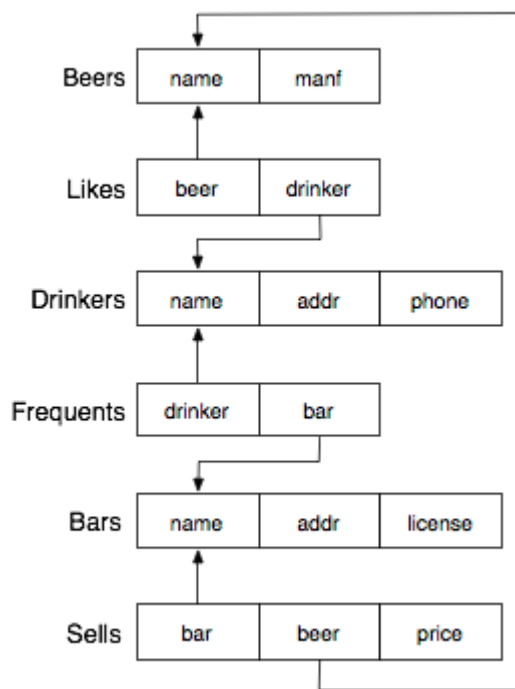 Beers name manf
Likes beer drinker
Drinkers name addr phone
Frequents drinker bar
Bars name addr license
Sells bar beer price